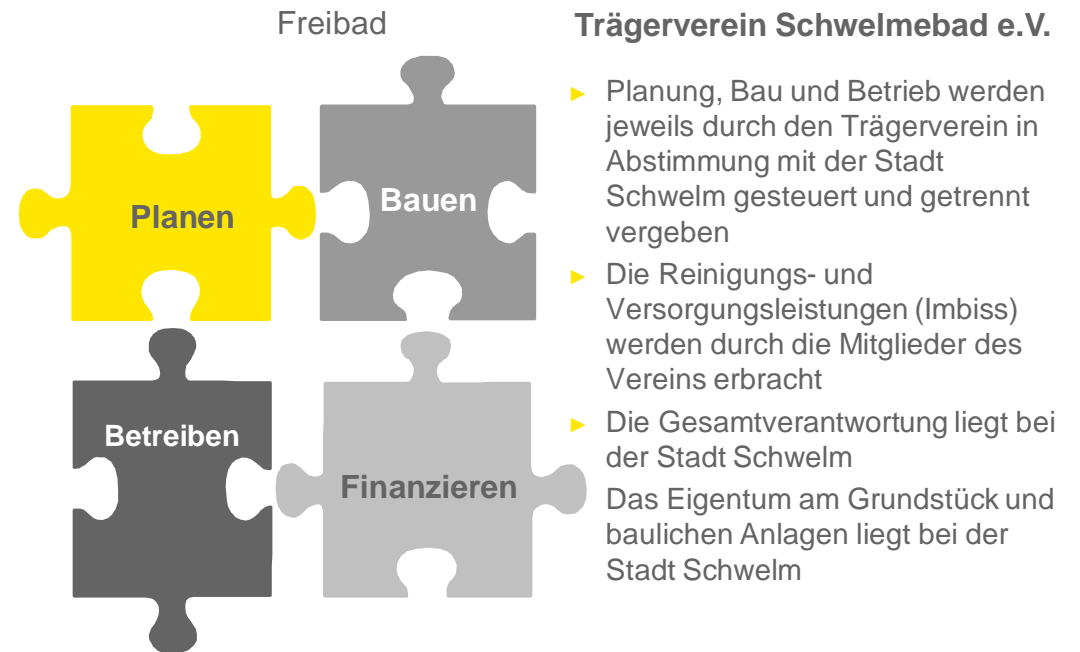 Freibad
Planen
Bauen
Betreiben
Finanzieren
Trägerverein Schwelmebad e.V.
► Planung, Bau und Betrieb werden
jeweils durch den Trägerverein in
Abstimmung mit der Stadt
Schwelm gesteuert und getrennt
vergeben
► Die Reinigungs- und
Versorgungsleistungen (Imbiss)
werden durch die Mitglieder des
Vereins erbracht
► Die Gesamtverantwortung liegt bei
der Stadt Schwelm
Das Eigentum am Grundstück und
baulichen Anlagen liegt bei der
Stadt Schwelm